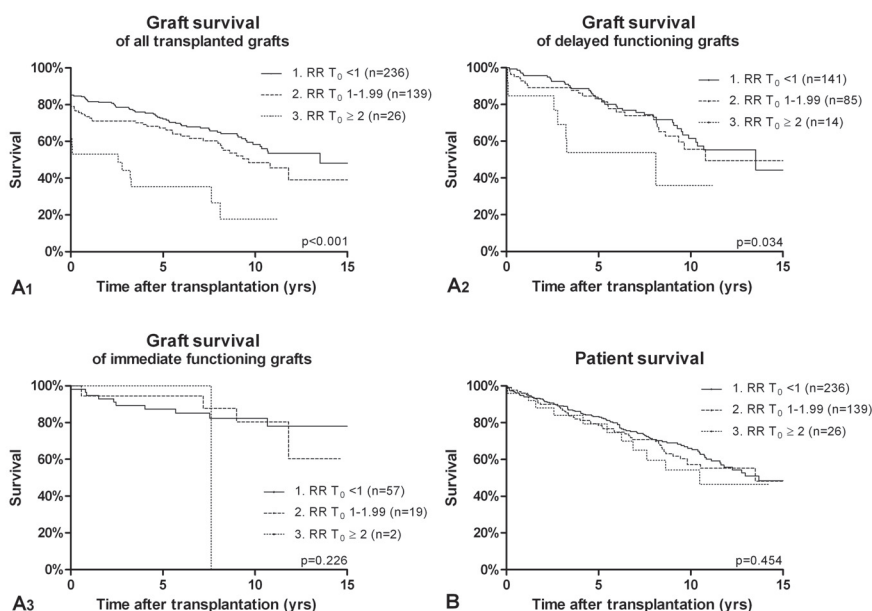 Graft survival
of all transplanted grafts
100%
80%
60%
40%
20%
0%
Survival
1. RR T₀ <1 (n=236)
2. RR T₀ 1-1.99 (n=139)
3. RR T₀ ≥ 2 (n=26)
p<0.001
0 5 10 15
Time after transplantation (yrs)
A1
Graft survival
of delayed functioning grafts
100%
80%
60%
40%
20%
0%
Survival
1. RR T₀ <1 (n=141)
2. RR T₀ 1-1.99 (n=85)
3. RR T₀ ≥ 2 (n=14)
p=0.034
0 5 10 15
Time after transplantation (yrs)
A2
Graft survival
of immediate functioning grafts
100%
80%
60%
40%
20%
0%
Survival
1. RR T₀ <1 (n=57)
2. RR T₀ 1-1.99 (n=19)
3. RR T₀ ≥ 2 (n=2)
p=0.226
0 5 10 15
Time after transplantation (yrs)
A3
Patient survival
100%
80%
60%
40%
20%
0%
Survival
1. RR T₀ <1 (n=236)
2. RR T₀ 1-1.99 (n=139)
3. RR T₀ ≥ 2 (n=26)
p=0.454
0 5 10 15
Time after transplantation (yrs)
B